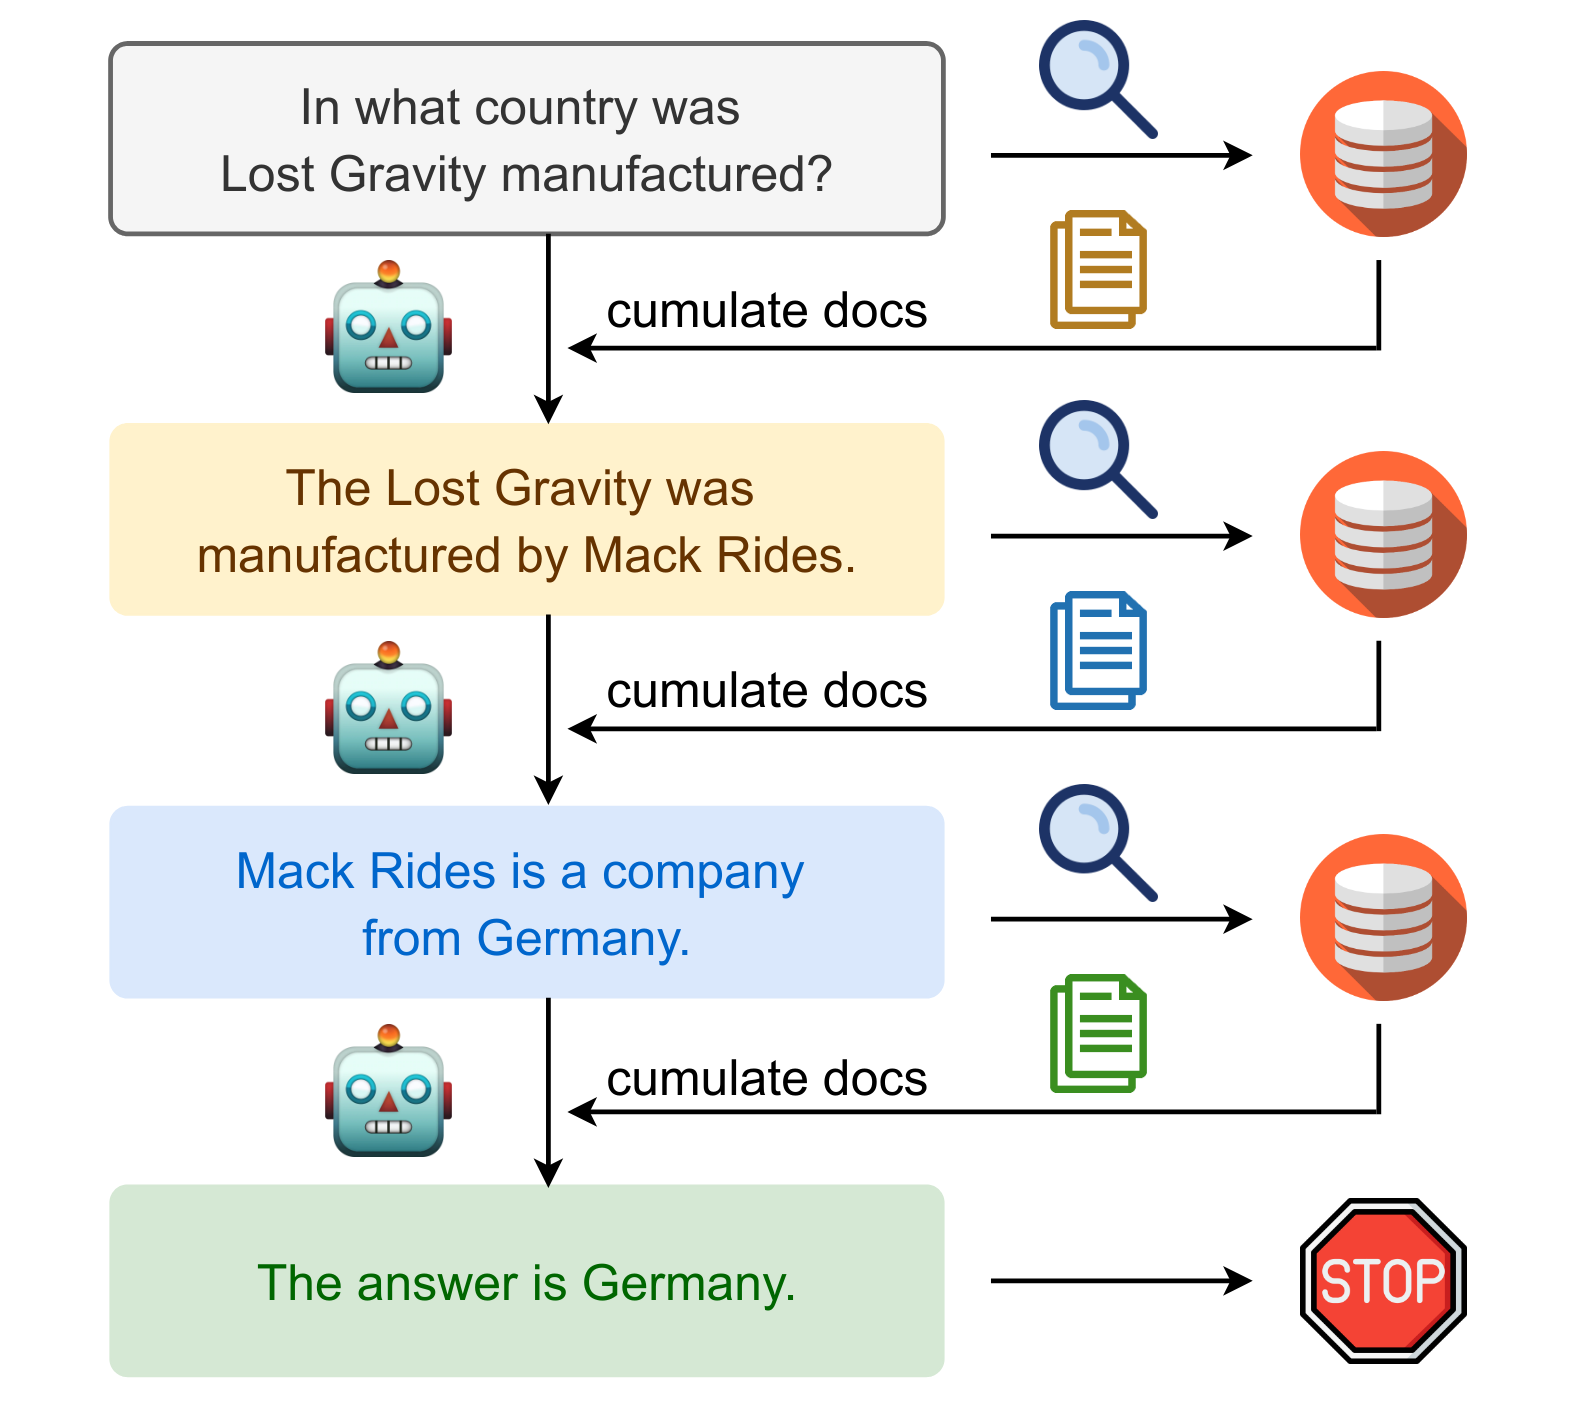 In what country was
Lost Gravity manufactured?
cumulate docs
The Lost Gravity was
manufactured by Mack Rides.
cumulate docs
Mack Rides is a company
from Germany.
cumulate docs
The answer is Germany.
STOP